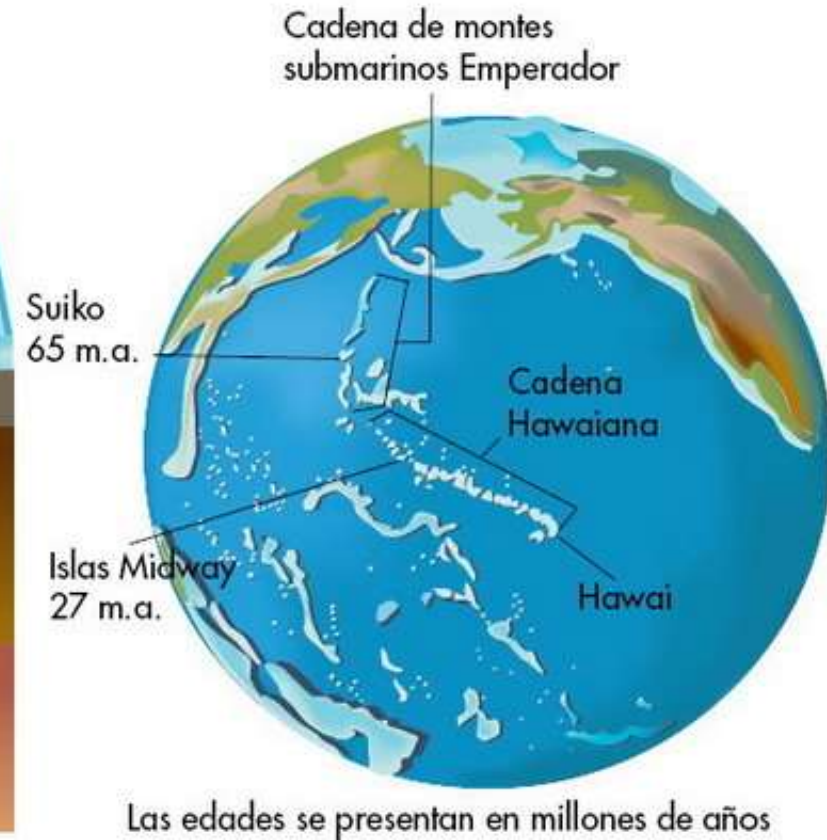 Cadena de montes
submarinos Emperador
Suiko
65 m.a.
Cadena
Hawaiana
Islas Midway
27 m.a.
Hawai
Las edades se presentan en millones de años